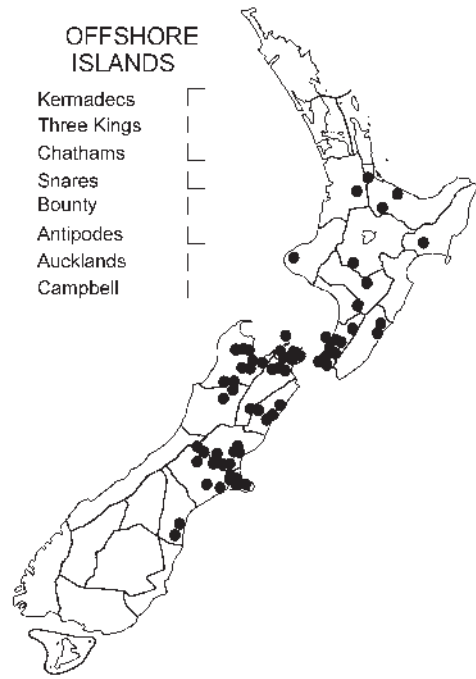 OFFSHORE
ISLANDS
Kermadecs
Three Kings
Chathams
Snares
Bounty
Antipodes
Aucklands
Campbell